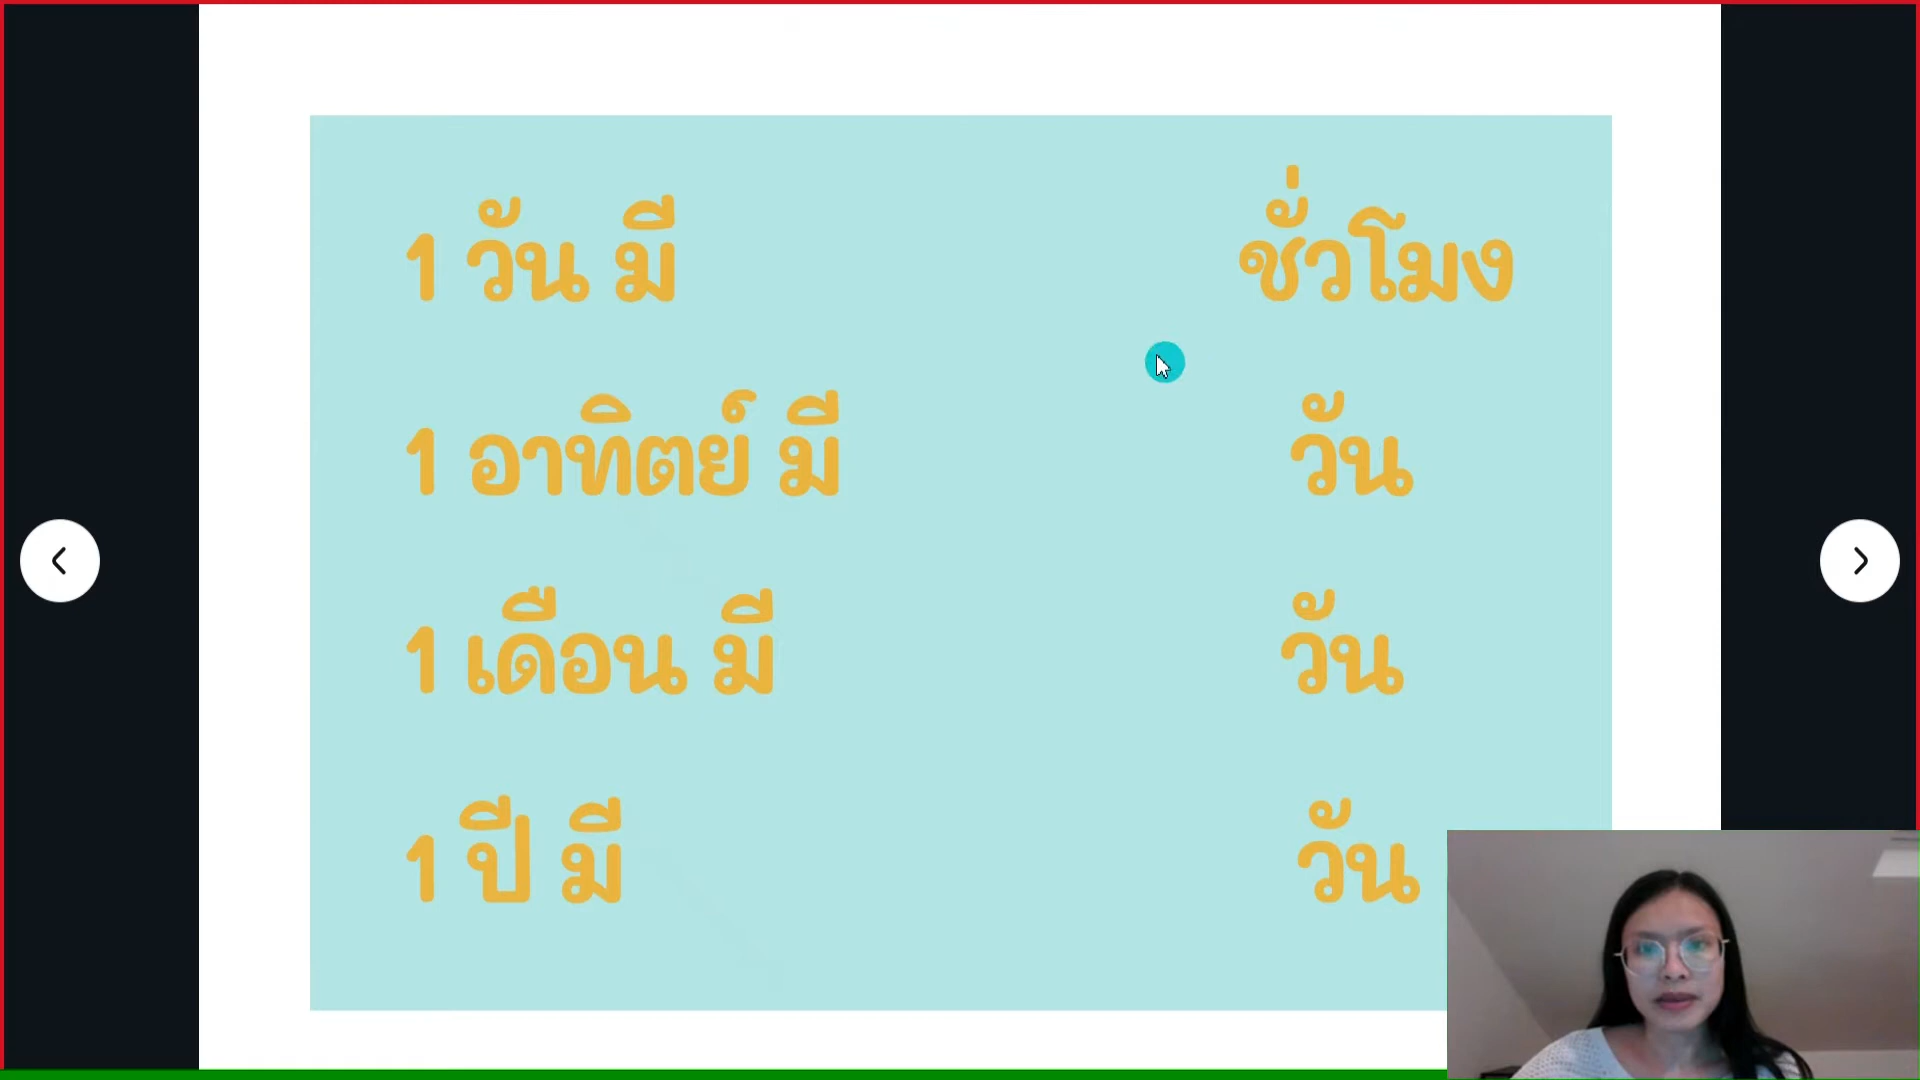 1 วัน มี ชั่วโมง
1 อาทิตย์ มี วัน
1 เดือน มี วัน
1 ปี มี วัน